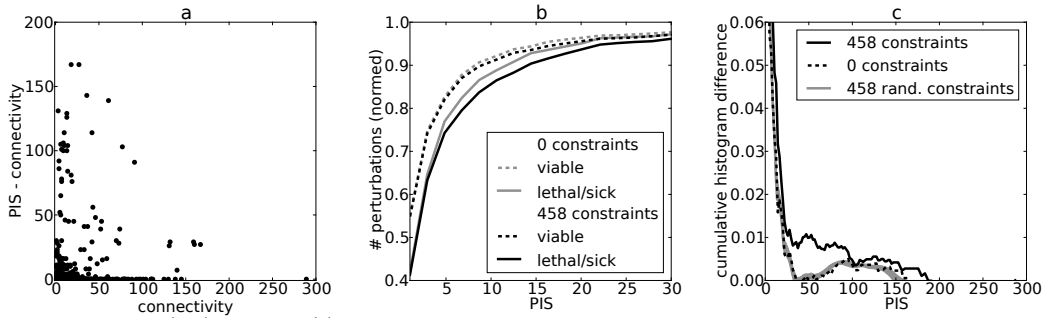 a
PIS - connectivity
200
150
100
50
0
0 50 100 150 200 250 300
connectivity
b
# perturbations (normed)
1.0
0.9
0.8
0.7
0.6
0.5
0.4
0 constraints
viable
lethal/sick
458 constraints
viable
lethal/sick
5 10 15 20 25 30
PIS
c
cumulative histogram difference
0.06
0.05
0.04
0.03
0.02
0.01
0.00
458 constraints
0 constraints
458 rand. constraints
0 50 100 150 200 250 300
PIS